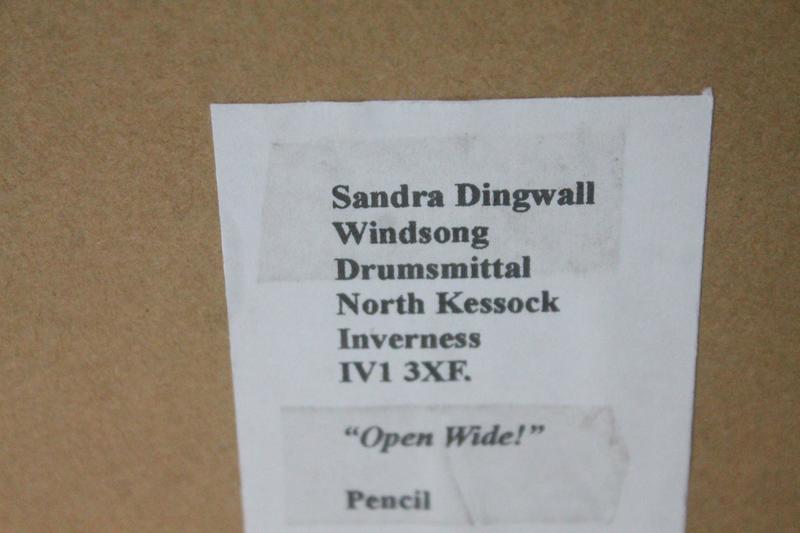 Sandra Dingwall
Windsong
Drumsmittal
North Kessock
Inverness
IV1 3XF.
“Open Wide!”
Pencil